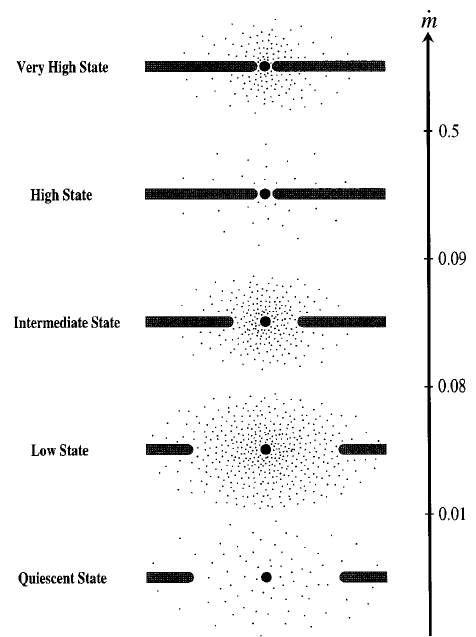 ṁ
Very High State
0.5
High State
0.09
Intermediate State
0.08
Low State
0.01
Quiescent State